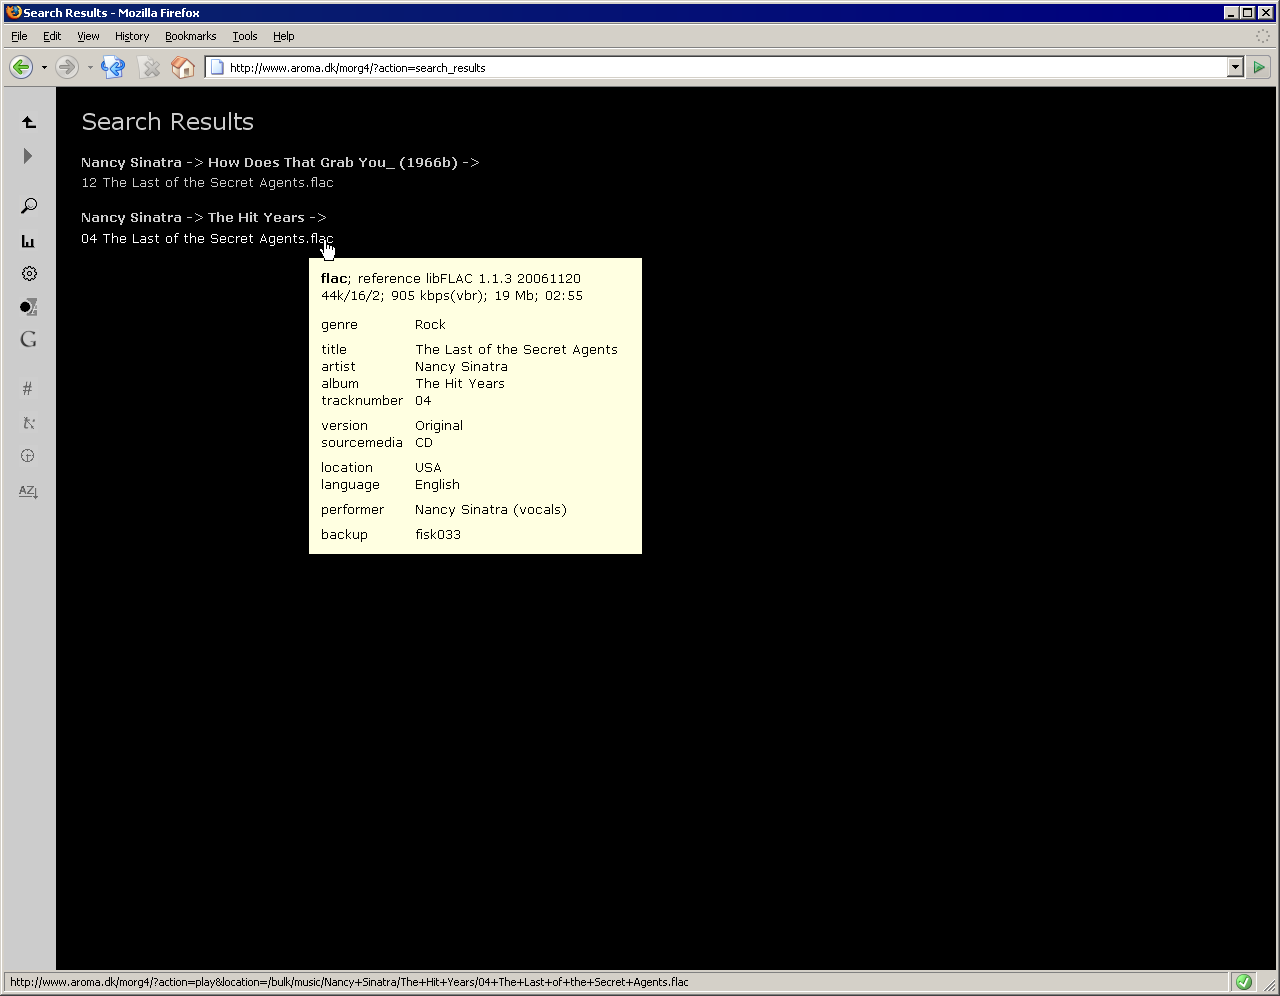 Search Results - Mozilla Firefox
File Edit View History Bookmarks Tools Help
http://www.aroma.dk/morg4/?action=search_results
Search Results
Nancy Sinatra -> How Does That Grab You_ (1966b) ->
12 The Last of the Secret Agents.flac
Nancy Sinatra -> The Hit Years ->
04 The Last of the Secret Agents.flac
flac; reference libFLAC 1.1.3 20061120
44k/16/2; 905 kbps(vbr); 19 Mb; 02:55
genre Rock
title The Last of the Secret Agents
artist Nancy Sinatra
album The Hit Years
tracknumber 04
version Original
sourcemedia CD
location USA
language English
performer Nancy Sinatra (vocals)
backup fisk033
G
#
AZ
http://www.aroma.dk/morg4/?action=play&location=/bulk/music/Nancy+Sinatra/The+Hit+Years/04+The+Last+of+the+Secret+Agents.flac